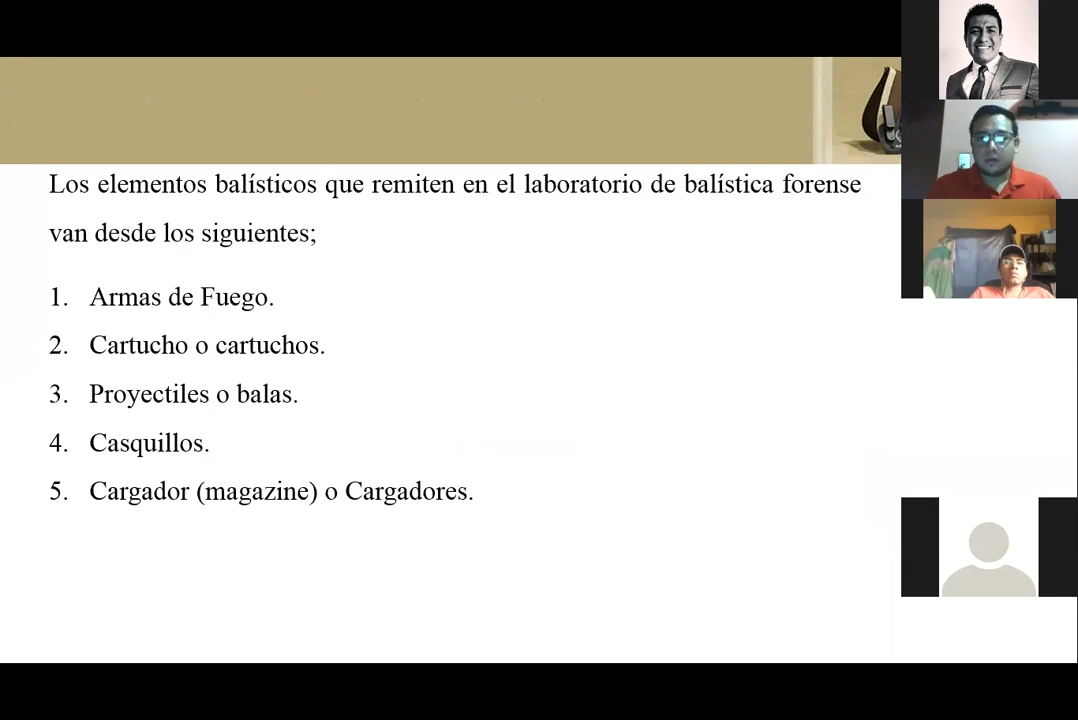 Los elementos balísticos que remiten en el laboratorio de balística forense
van desde los siguientes;
1. Armas de Fuego.
2. Cartucho o cartuchos.
3. Proyectiles o balas.
4. Casquillos.
5. Cargador (magazine) o Cargadores.